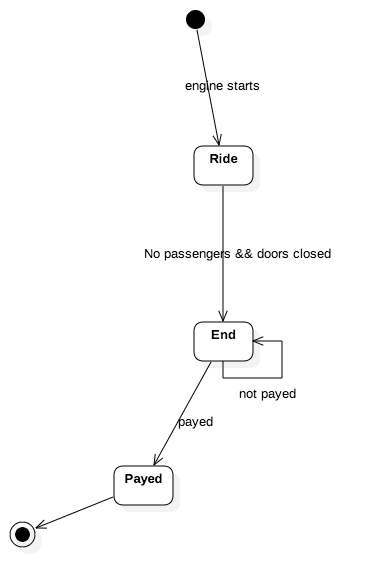 engine starts
Ride
No passengers && doors closed
End
not payed
payed
Payed